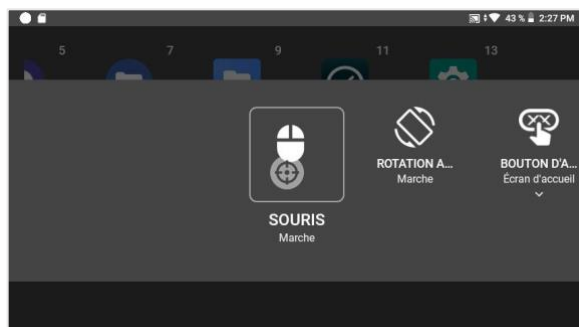 43 % 2:27 PM
5 7 9 11 13
SOURIS
Marche
ROTATION A...
Marche
BOUTON D'A...
Écran d'accueil